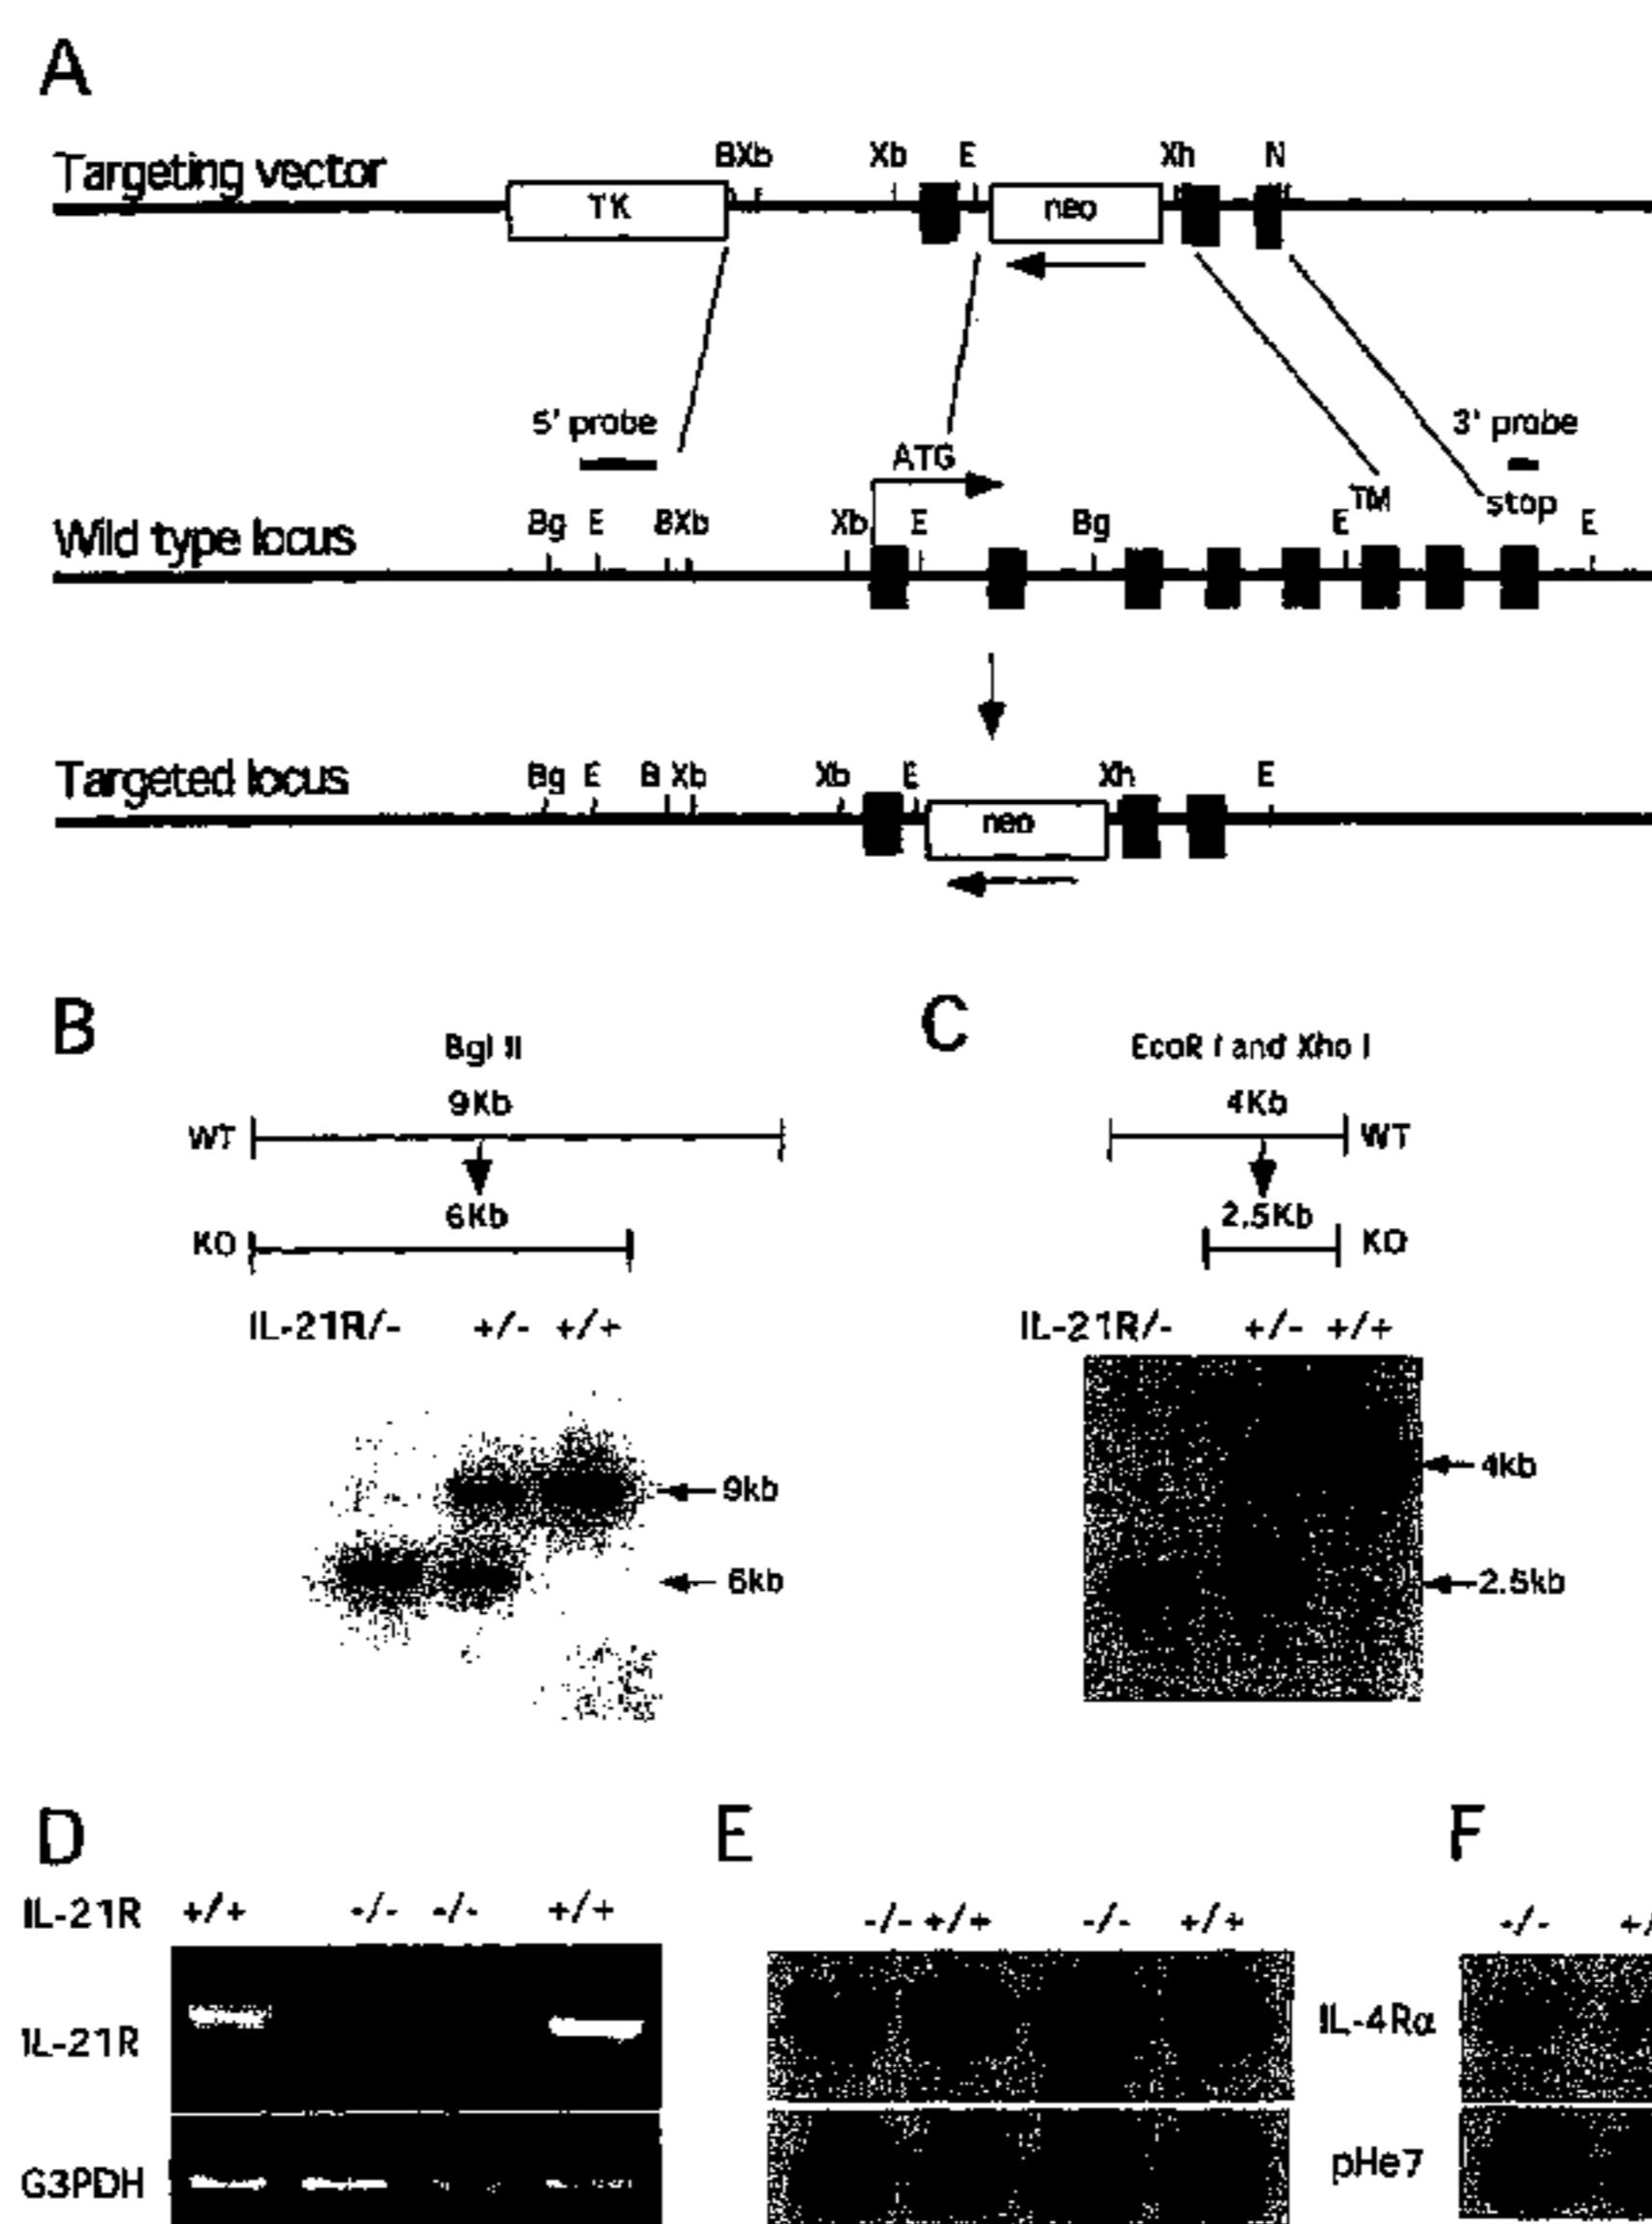 A
BXb Xb E Xh N
Targeting vector
TK neo
5' probe 3' probe
ATG
TM stop
Bg E BXb Xb E Bg E E
Wild type locus
Targeted locus Bg E B Xb Xb E Xh E
neo
B C
Bgl II EcoR I and Xho I
9Kb 4Kb
WT WT
6Kb 2.5Kb
KO KO
IL-21R/- +/- +/+ IL-21R/- +/- +/+
9kb 4kb
6kb 2.5kb
D E F
IL-21R +/+ -/- -/- +/+ -/- +/+ -/- +/+ -/-
IL-21R IL-4Rα
G3PDH pHe7